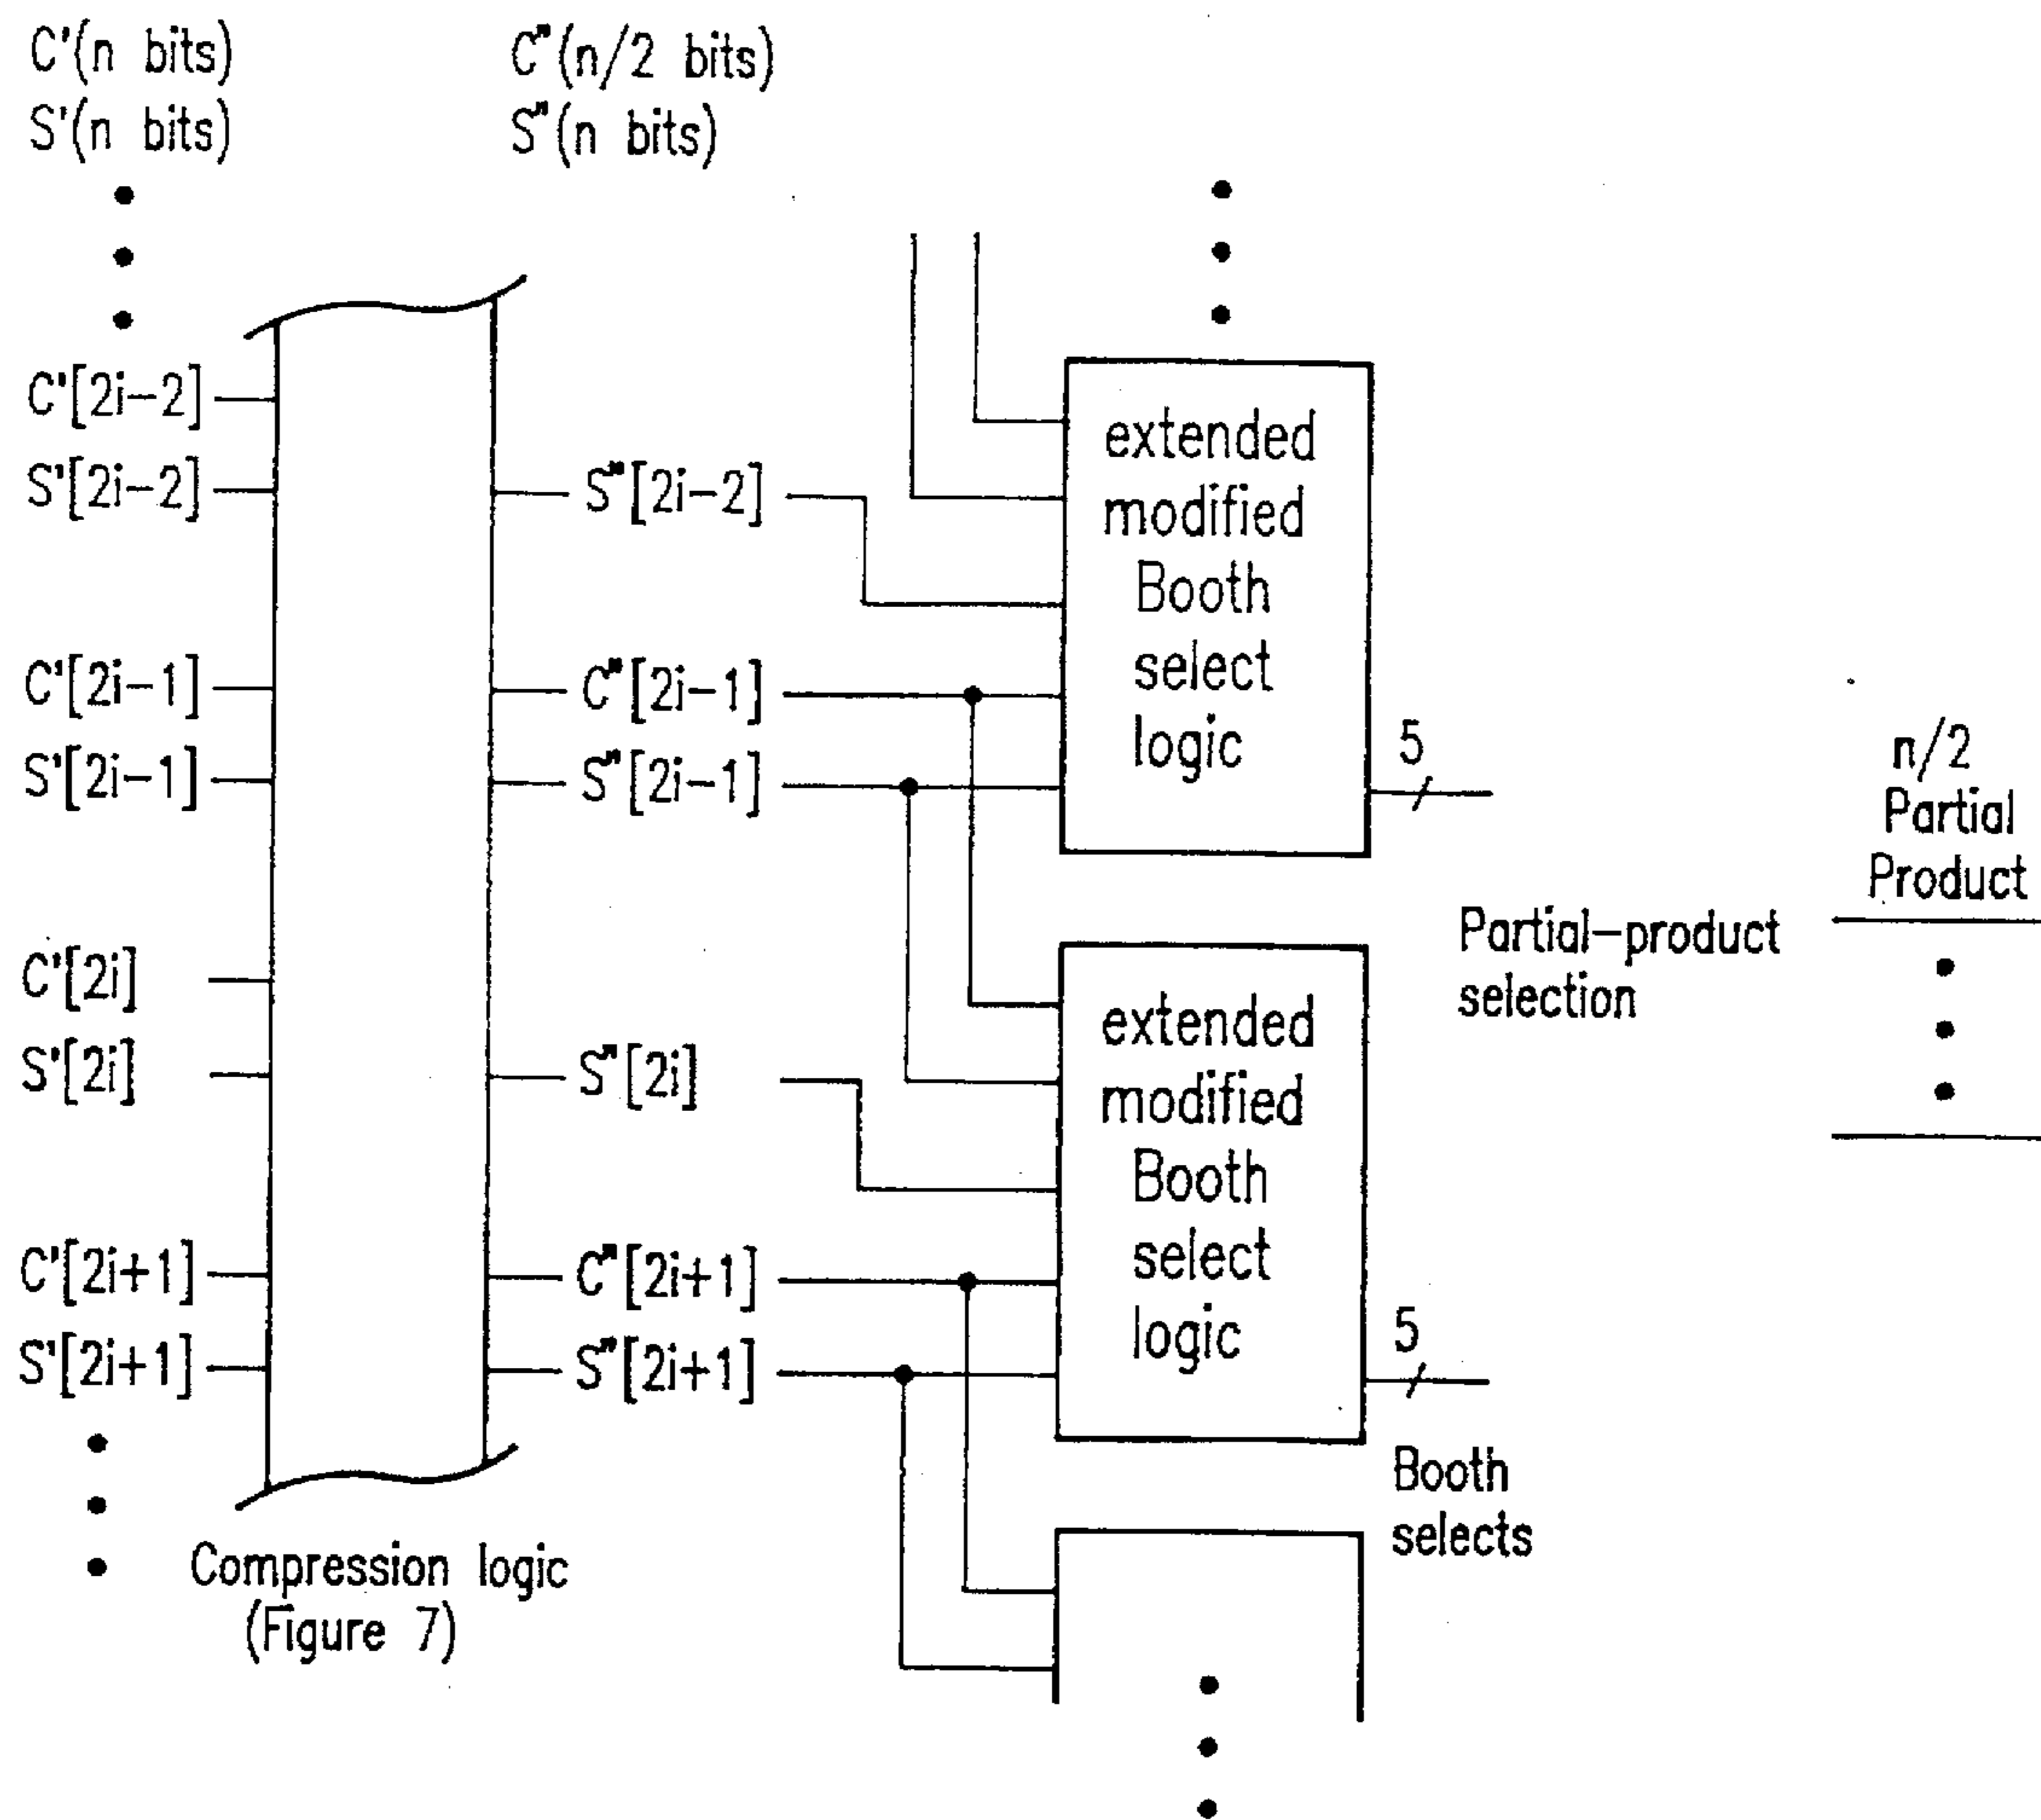 C'(n bits)
S'(n bits)
C"(n/2 bits)
S"(n bits)
C'[2i-2]
S'[2i-2]
C'[2i-1]
S'[2i-1]
C'[2i]
S'[2i]
C'[2i+1]
S'[2i+1]
Compression logic
(Figure 7)
S"[2i-2]
C"[2i-1]
S"[2i-1]
S"[2i]
C"[2i+1]
S"[2i+1]
extended
modified
Booth
select
logic
5
extended
modified
Booth
select
logic
5
Booth
selects
Partial-product
selection
n/2
Partial
Product